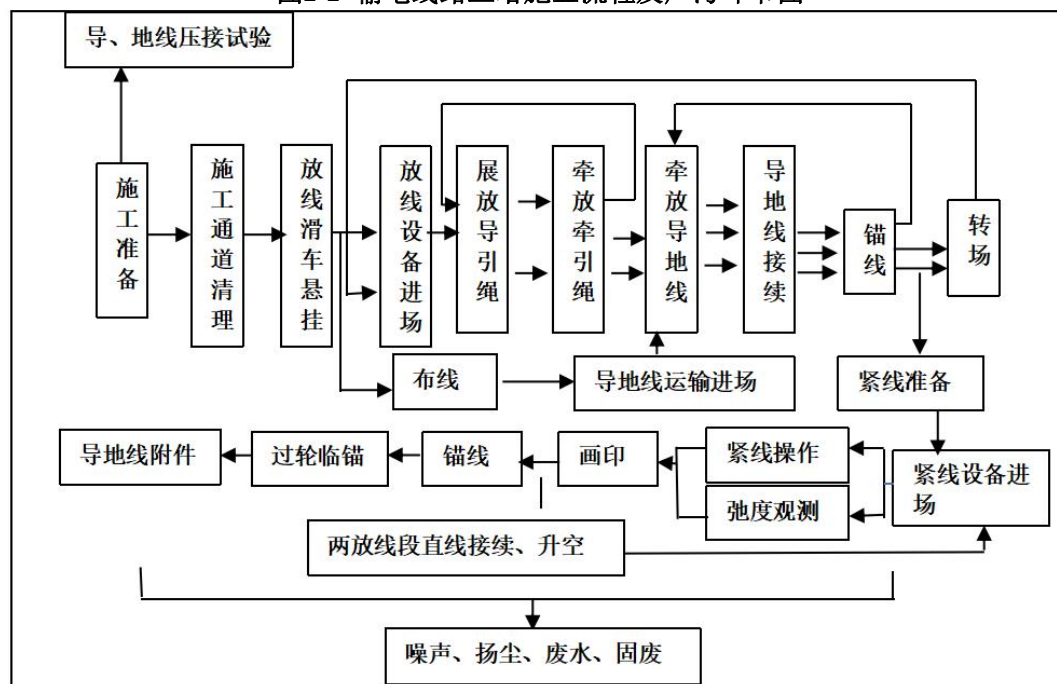 导、地线压接试验
施工准备
施工通道清理
放线滑车悬挂
放线设备进场
展放导引绳
牵放牵引绳
牵放导地线
导地线接续
锚线
转场
布线
导地线运输进场
紧线准备
导地线附件
过轮临锚
锚线
画印
紧线操作
弛度观测
紧线设备进
场
两放线段直线接续、升空
噪声、扬尘、废水、固废